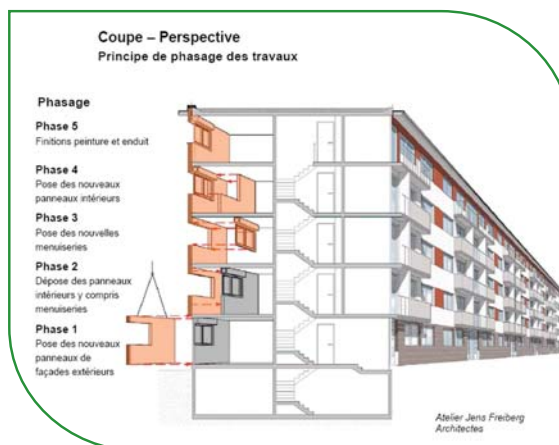 Coupe – Perspective
Principe de phasage des travaux
Phasage
Phase 5
Finitions peinture et enduit
Phase 4
Pose des nouveaux
panneaux intérieurs
Phase 3
Pose des nouvelles
menuiseries
Phase 2
Dépose des panneaux
intérieurs y compris
menuiseries
Phase 1
Pose des nouveaux
panneaux de
façades extérieurs
Atelier Jens Freiberg
Architectes